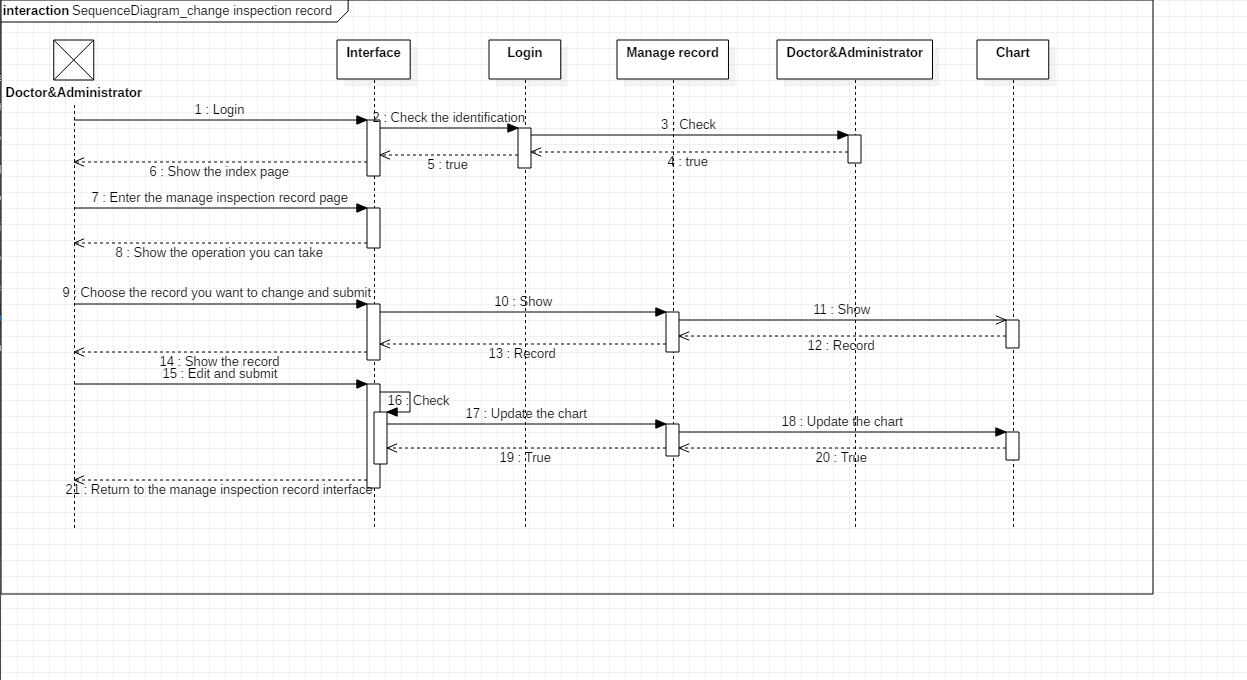 interaction SequenceDiagram_change inspection record
Interface
Login
Manage record
Doctor&Administrator
Chart
Doctor&Administrator
1 : Login
2 : Check the identification
3 : Check
4 : true
5 : true
6 : Show the index page
7 : Enter the manage inspection record page
8 : Show the operation you can take
9 : Choose the record you want to change and submit
10 : Show
11 : Show
12 : Record
13 : Record
14 : Show the record
15 : Edit and submit
16 : Check
17 : Update the chart
18 : Update the chart
19 : True
20 : True
21 : Return to the manage inspection record interface